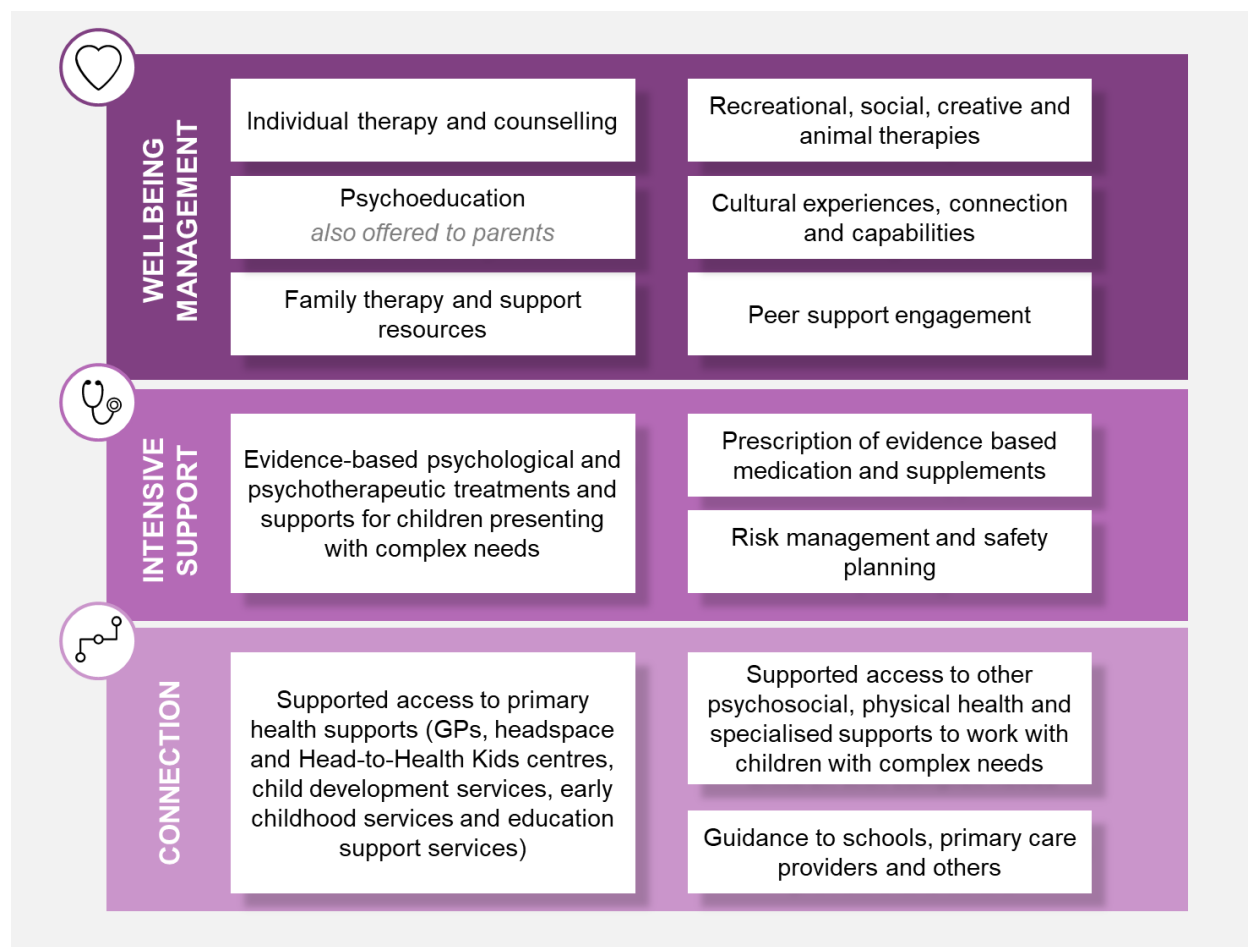 WELLBEING
MANAGEMENT
Individual therapy and counselling
Psychoeducation
also offered to parents
Family therapy and support
resources
Recreational, social, creative and
animal therapies
Cultural experiences, connection
and capabilities
Peer support engagement
INTENSIVE
SUPPORT
Evidence-based psychological and
psychotherapeutic treatments and
supports for children presenting
with complex needs
Prescription of evidence based
medication and supplements
Risk management and safety
planning
CONNECTION
Supported access to primary
health supports (GPs, headspace
and Head-to-Health Kids centres,
child development services, early
childhood services and education
support services)
Supported access to other
psychosocial, physical health and
specialised supports to work with
children with complex needs
Guidance to schools, primary care
providers and others